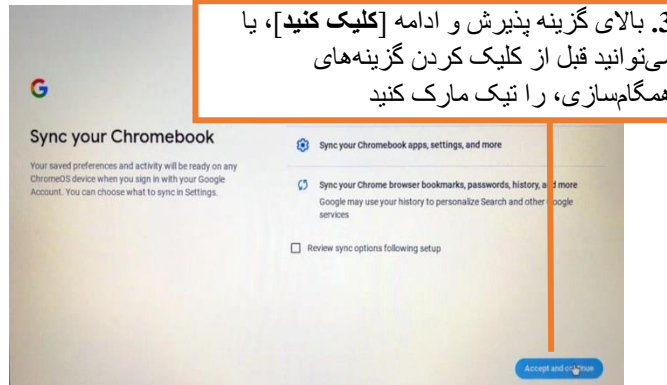 3. بالای گزینه پذیرش و ادامه [کلیک کنید]، یا
می‌توانید قبل از کلیک کردن گزینه‌های
همگام‌سازی، را تیک مارک کنید
G
Sync your Chromebook
Your saved preferences and activity will be ready on any
ChromeOS device when you sign in with your Google
Account. You can choose what to sync in Settings.
Sync your Chromebook apps, settings, and more
Sync your Chrome browser bookmarks, passwords, history, and more
Google may use your history to personalize Search and other Google
services
Review sync options following setup
Accept and continue